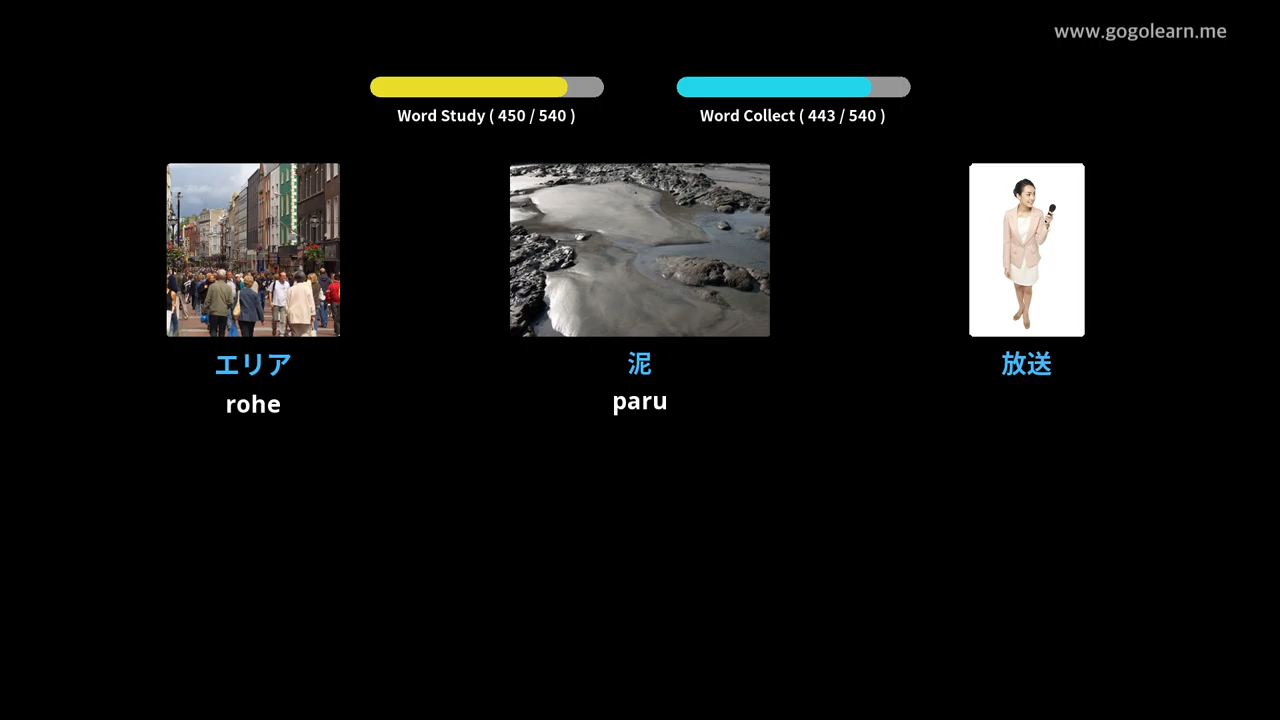 www.gogolearn.me
Word Study ( 450 / 540 )
Word Collect ( 443 / 540 )
エリア
泥
放送
rohe
paru